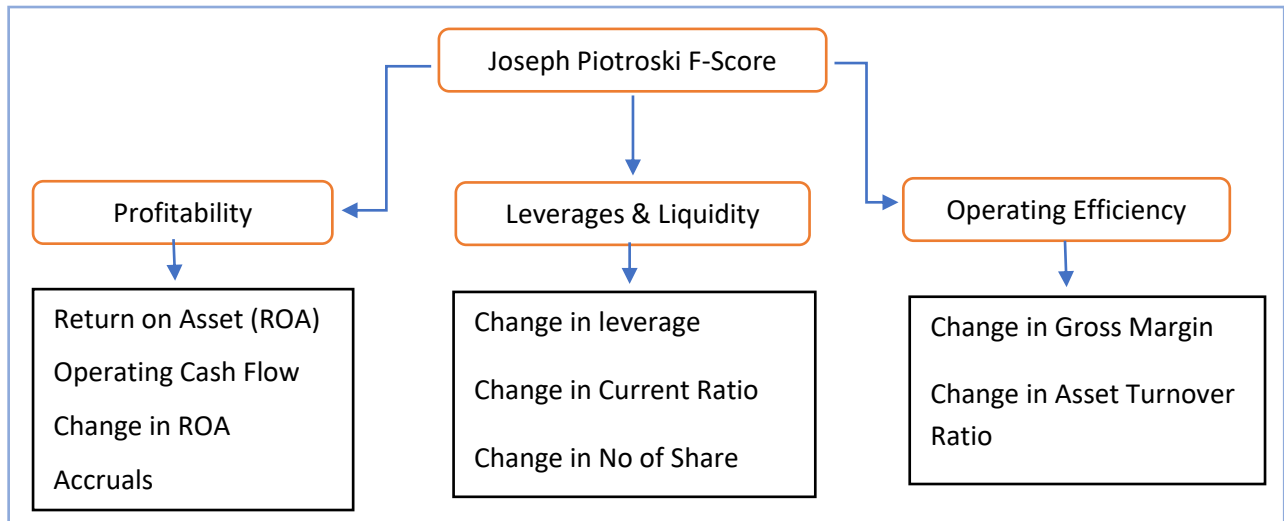 Joseph Piotroski F-Score
Profitability
Leverages & Liquidity
Operating Efficiency
Return on Asset (ROA)
Operating Cash Flow
Change in ROA
Accruals
Change in leverage
Change in Current Ratio
Change in No of Share
Change in Gross Margin
Change in Asset Turnover
Ratio